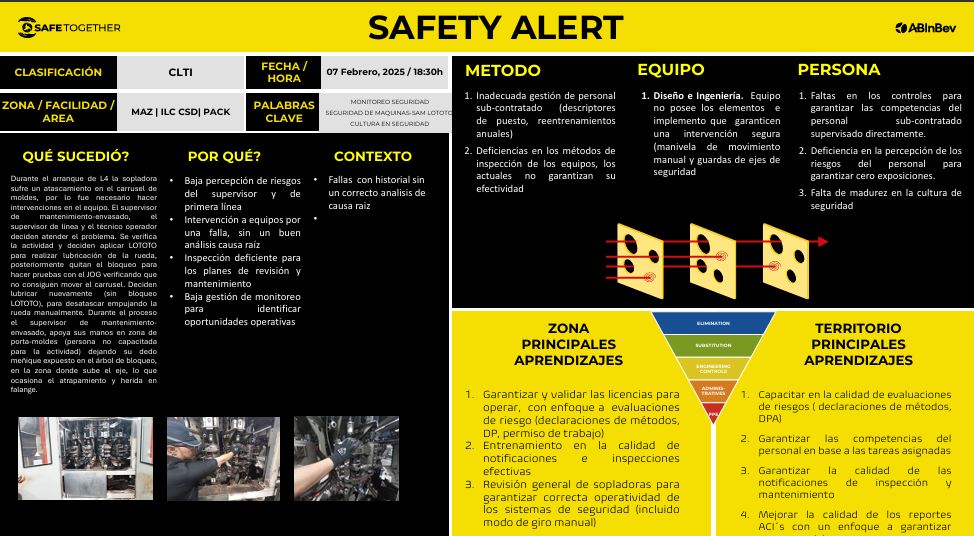 SAFETOGETHER
SAFETY ALERT
ABInBev
CLASIFICACIÓN
CLTI
FECHA /
HORA
07 Febrero, 2025 / 18:30h
ZONA / FACILIDAD /
AREA
MAZ | ILC CSD| PACK
PALABRAS
CLAVE
MONITOREO SEGURIDAD
SEGURIDAD DE MAQUINAS-SAM LOTOTO
CULTURA EN SEGURIDAD
QUÉ SUCEDIÓ?
Durante el arranque de L4 la sopladora
sufre un atascamiento en el carrusel de
moldes, por lo fue necesario hacer
intervenciones en el equipo. El supervisor
de mantenimiento-envasado, el
supervisor de línea y el técnico operador
deciden atender el problema. Se verifica
la actividad y deciden aplicar LOTOTO
para realizar lubricación de la rueda,
posteriormente quitan el bloqueo para
hacer pruebas con el JOG verificando que
no consiguen mover el carrusel. Deciden
lubricar nuevamente (sin bloqueo
LOTOTO), para desatascar empujando la
rueda manualmente. Durante el proceso
el supervisor de mantenimiento-
envasado, apoya sus manos en zona de
porta-moldes (persona no capacitada
para la actividad) dejando su dedo
meñique expuesto en el árbol de bloqueo,
en la zona donde sube el eje, lo que
ocasiona el atrapamiento y herida en
falange.
POR QUÉ?
• Baja percepción de riesgos
del supervisor y de
primera línea
• Intervención a equipos por
una falla, sin un buen
análisis causa raíz
• Inspección deficiente para
los planes de revisión y
mantenimiento
• Baja gestión de monitoreo
para identificar
oportunidades operativas
CONTEXTO
• Fallas con historial sin
un correcto analisis de
causa raiz
•
METODO
1. Inadecuada gestión de personal
sub-contratado (descriptores
de puesto, reentrenamientos
anuales)
2. Deficiencias en los métodos de
inspección de los equipos, los
actuales no garantizan su
efectividad
EQUIPO
1. Diseño e Ingeniería. Equipo
no posee los elementos e
implemento que garanticen
una intervención segura
(manivela de movimiento
manual y guardas de ejes de
seguridad
PERSONA
1. Faltas en los controles para
garantizar las competencias del
personal sub-contratado
supervisado directamente.
2. Deficiencia en la percepción de los
riesgos del personal para
garantizar cero exposiciones.
3. Falta de madurez en la cultura de
seguridad
ZONA
PRINCIPALES
APRENDIZAJES
1. Garantizar y validar las licencias para
operar, con enfoque a evaluaciones
de riesgo (declaraciones de métodos,
DP, permiso de trabajo)
2. Entrenamiento en la calidad de
notificaciones e inspecciones
efectivas
3. Revisión general de sopladoras para
garantizar correcta operatividad de
los sistemas de seguridad (incluido
modo de giro manual)
ELIMINATION
SUBSTITUTION
ENGINEERING
CONTROLS
ADMINIS-
TRATIVES
PPE
TERRITORIO
PRINCIPALES
APRENDIZAJES
1. Capacitar en la calidad de evaluaciones
de riesgos ( declaraciones de métodos,
DPA)
2. Garantizar las competencias del
personal en base a las tareas asignadas
3. Garantizar la calidad de las
notificaciones de inspección y
mantenimiento
4. Mejorar la calidad de los reportes
ACI´s con un enfoque a garantizar